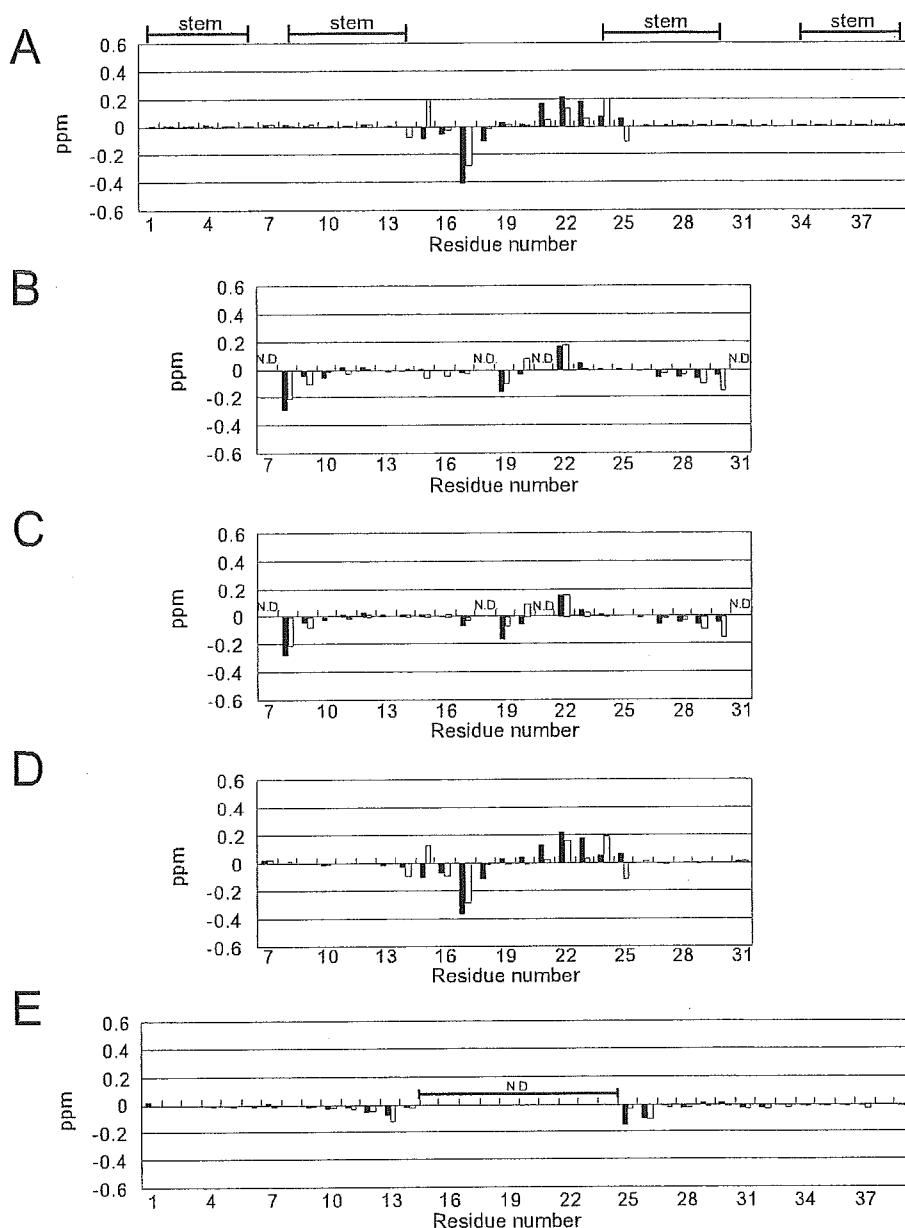 stem stem stem stem
A
0.6
0.4
0.2
0
-0.2
-0.4
-0.6
ppm
1 4 7 10 13 16 19 22 25 28 31 34 37
Residue number
B
0.6
0.4
0.2
0
-0.2
-0.4
-0.6
ppm
N.D N.D N.D N.D
7 10 13 16 19 22 25 28 31
Residue number
C
0.6
0.4
0.2
0
-0.2
-0.4
-0.6
ppm
N.D N.D N.D N.D
7 10 13 16 19 22 25 28 31
Residue number
D
0.6
0.4
0.2
0
-0.2
-0.4
-0.6
ppm
7 10 13 16 19 22 25 28 31
Residue number
E
0.6
0.4
0.2
0
-0.2
-0.4
-0.6
ppm
N D
1 4 7 10 13 16 19 22 25 28 31 34 37
Residue number